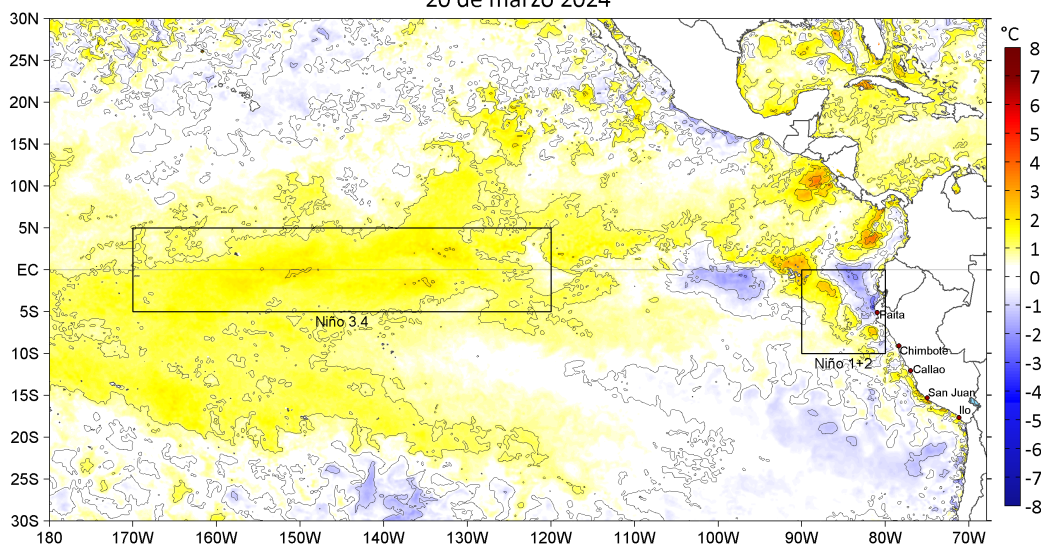 20 de marzo 2024
30N
25N
20N
15N
10N
5N
EC
5S
10S
15S
20S
25S
30S
180
170W
160W
150W
140W
130W
120W
110W
100W
90W
80W
70W
Niño 3.4
Niño 1+2
Paita
Chimbote
Callao
San Juan
Ilo
°C
8
7
6
5
4
3
2
1
0
-1
-2
-3
-4
-5
-6
-7
-8